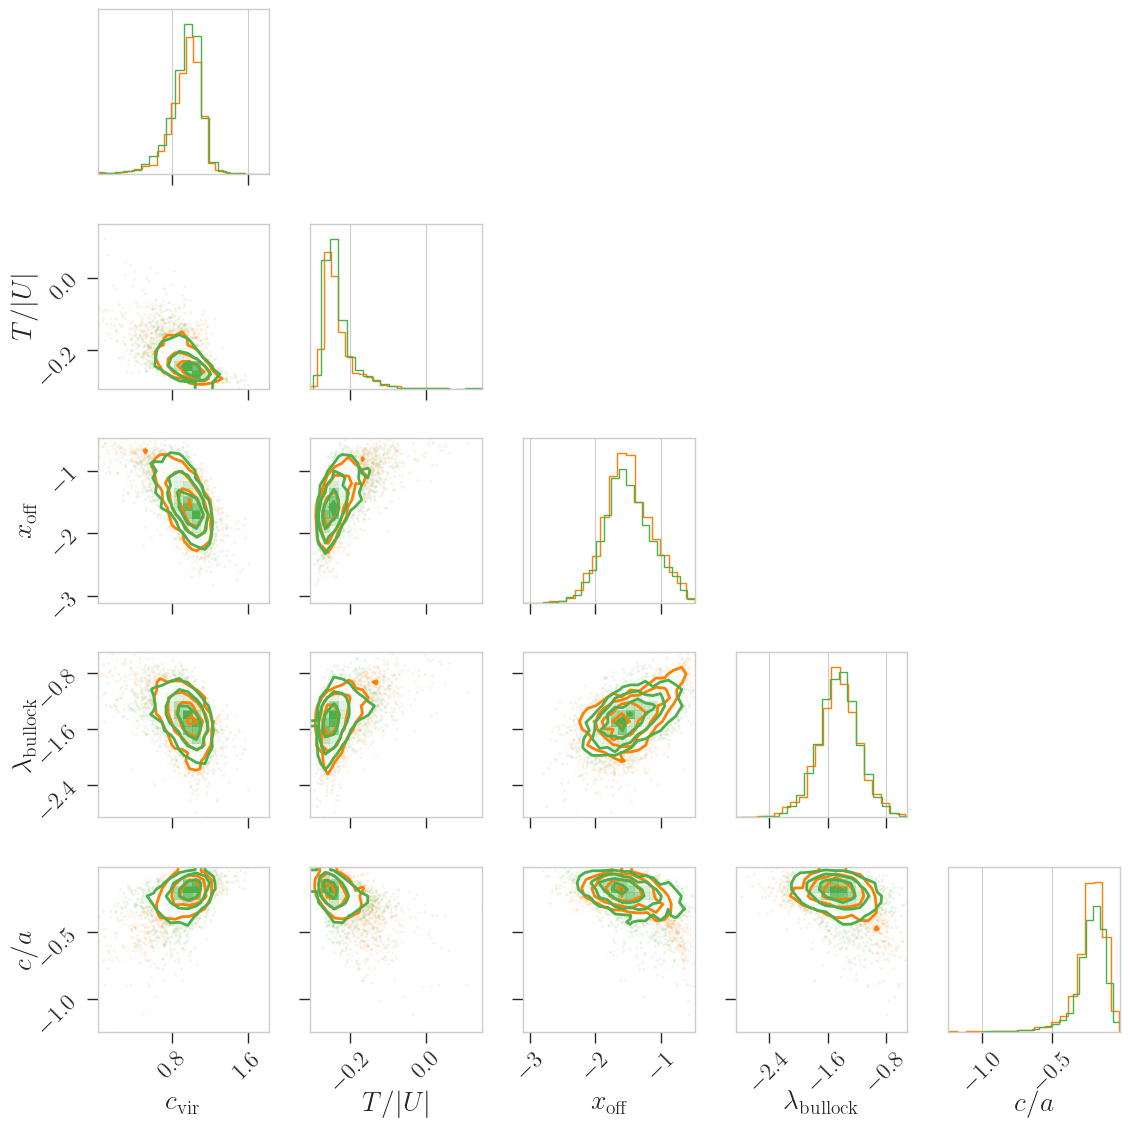 T/|U|
0.0
−0.2
x_off
−1
−2
−3
λ_bullock
−0.8
−1.6
−2.4
c/a
−0.5
−1.0
0.8 1.6 −0.2 0.0 −3 −2 −1 −2.4 −1.6 −0.8 −1.0 −0.5
c_vir T/|U| x_off λ_bullock c/a